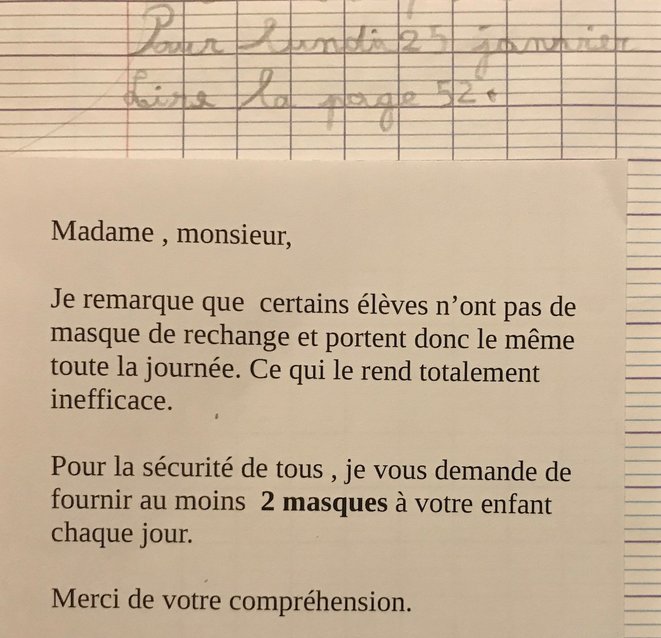 Pour lundi 25 janvier
Lire la page 52.
Madame , monsieur,
Je remarque que certains élèves n'ont pas de
masque de rechange et portent donc le même
toute la journée. Ce qui le rend totalement
inefficace.
Pour la sécurité de tous , je vous demande de
fournir au moins 2 masques à votre enfant
chaque jour.
Merci de votre compréhension.